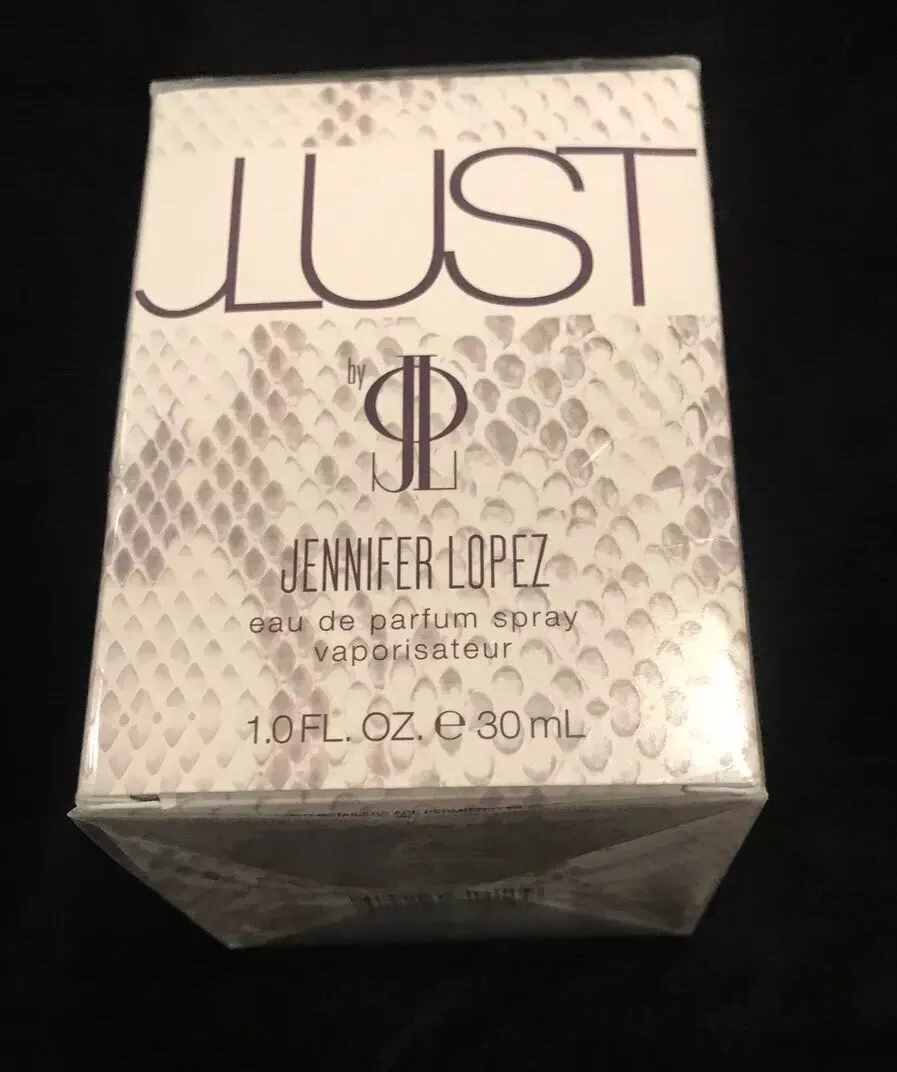 JLUST
by JL
JENNIFER LOPEZ
eau de parfum spray
vaporisateur
1.0 FL. OZ. e 30 mL